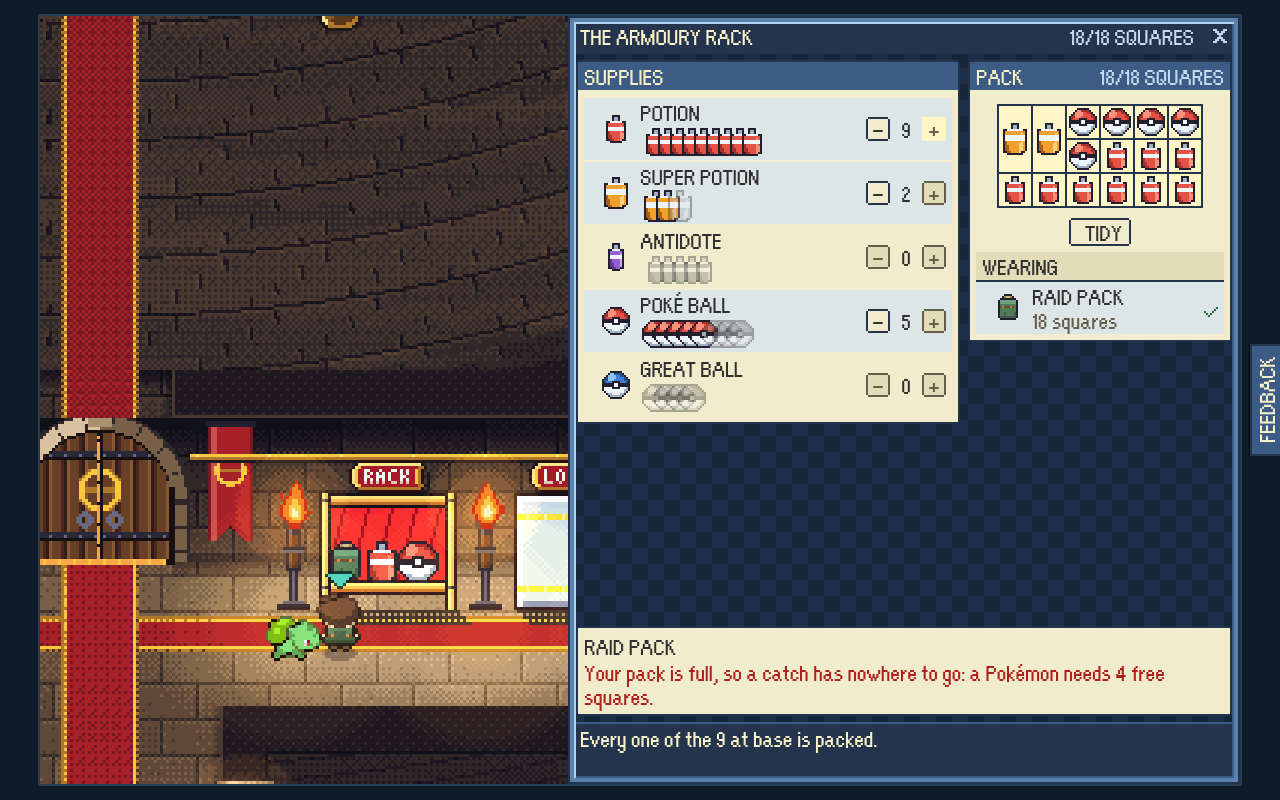 THE ARMOURY RACK 18/18 SQUARES X
SUPPLIES
POTION
− 9 +
SUPER POTION
− 2 +
ANTIDOTE
− 0 +
POKÉ BALL
− 5 +
GREAT BALL
− 0 +
PACK 18/18 SQUARES
TIDY
WEARING
RAID PACK
18 squares
RACK
LO
FEEDBACK
RAID PACK
Your pack is full, so a catch has nowhere to go: a Pokémon needs 4 free
squares.
Every one of the 9 at base is packed.